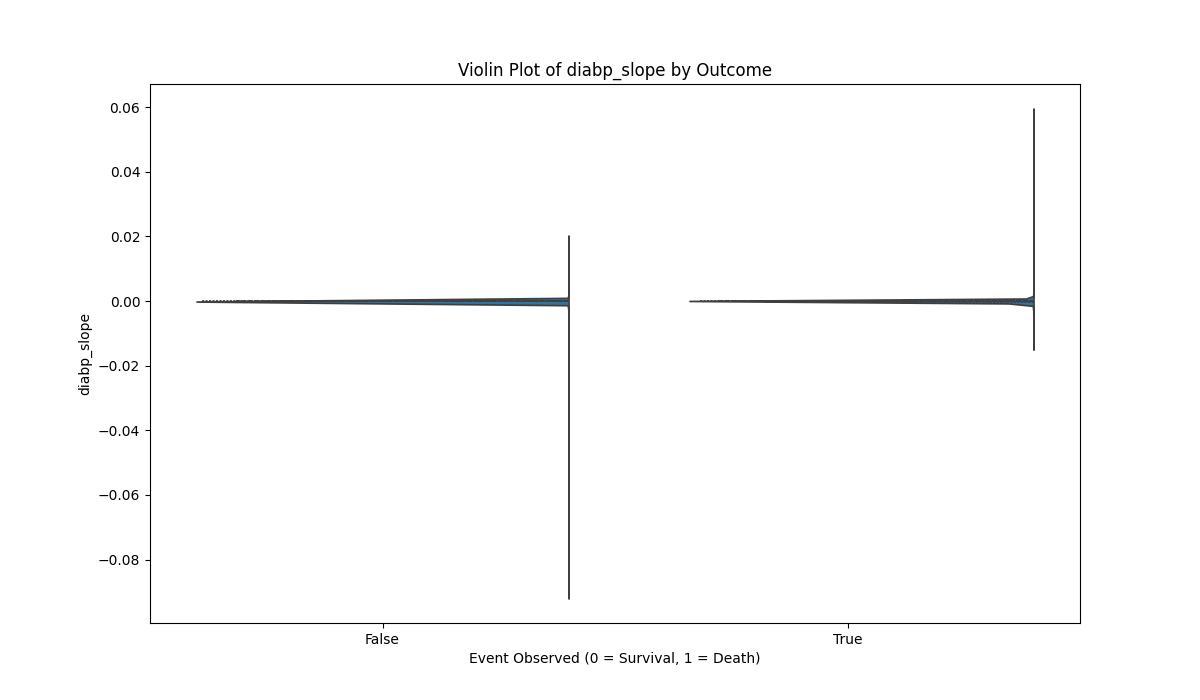 Violin Plot of diabp_slope by Outcome
0.06
0.04
0.02
0.00
−0.02
−0.04
−0.06
−0.08
diabp_slope
False
True
Event Observed (0 = Survival, 1 = Death)